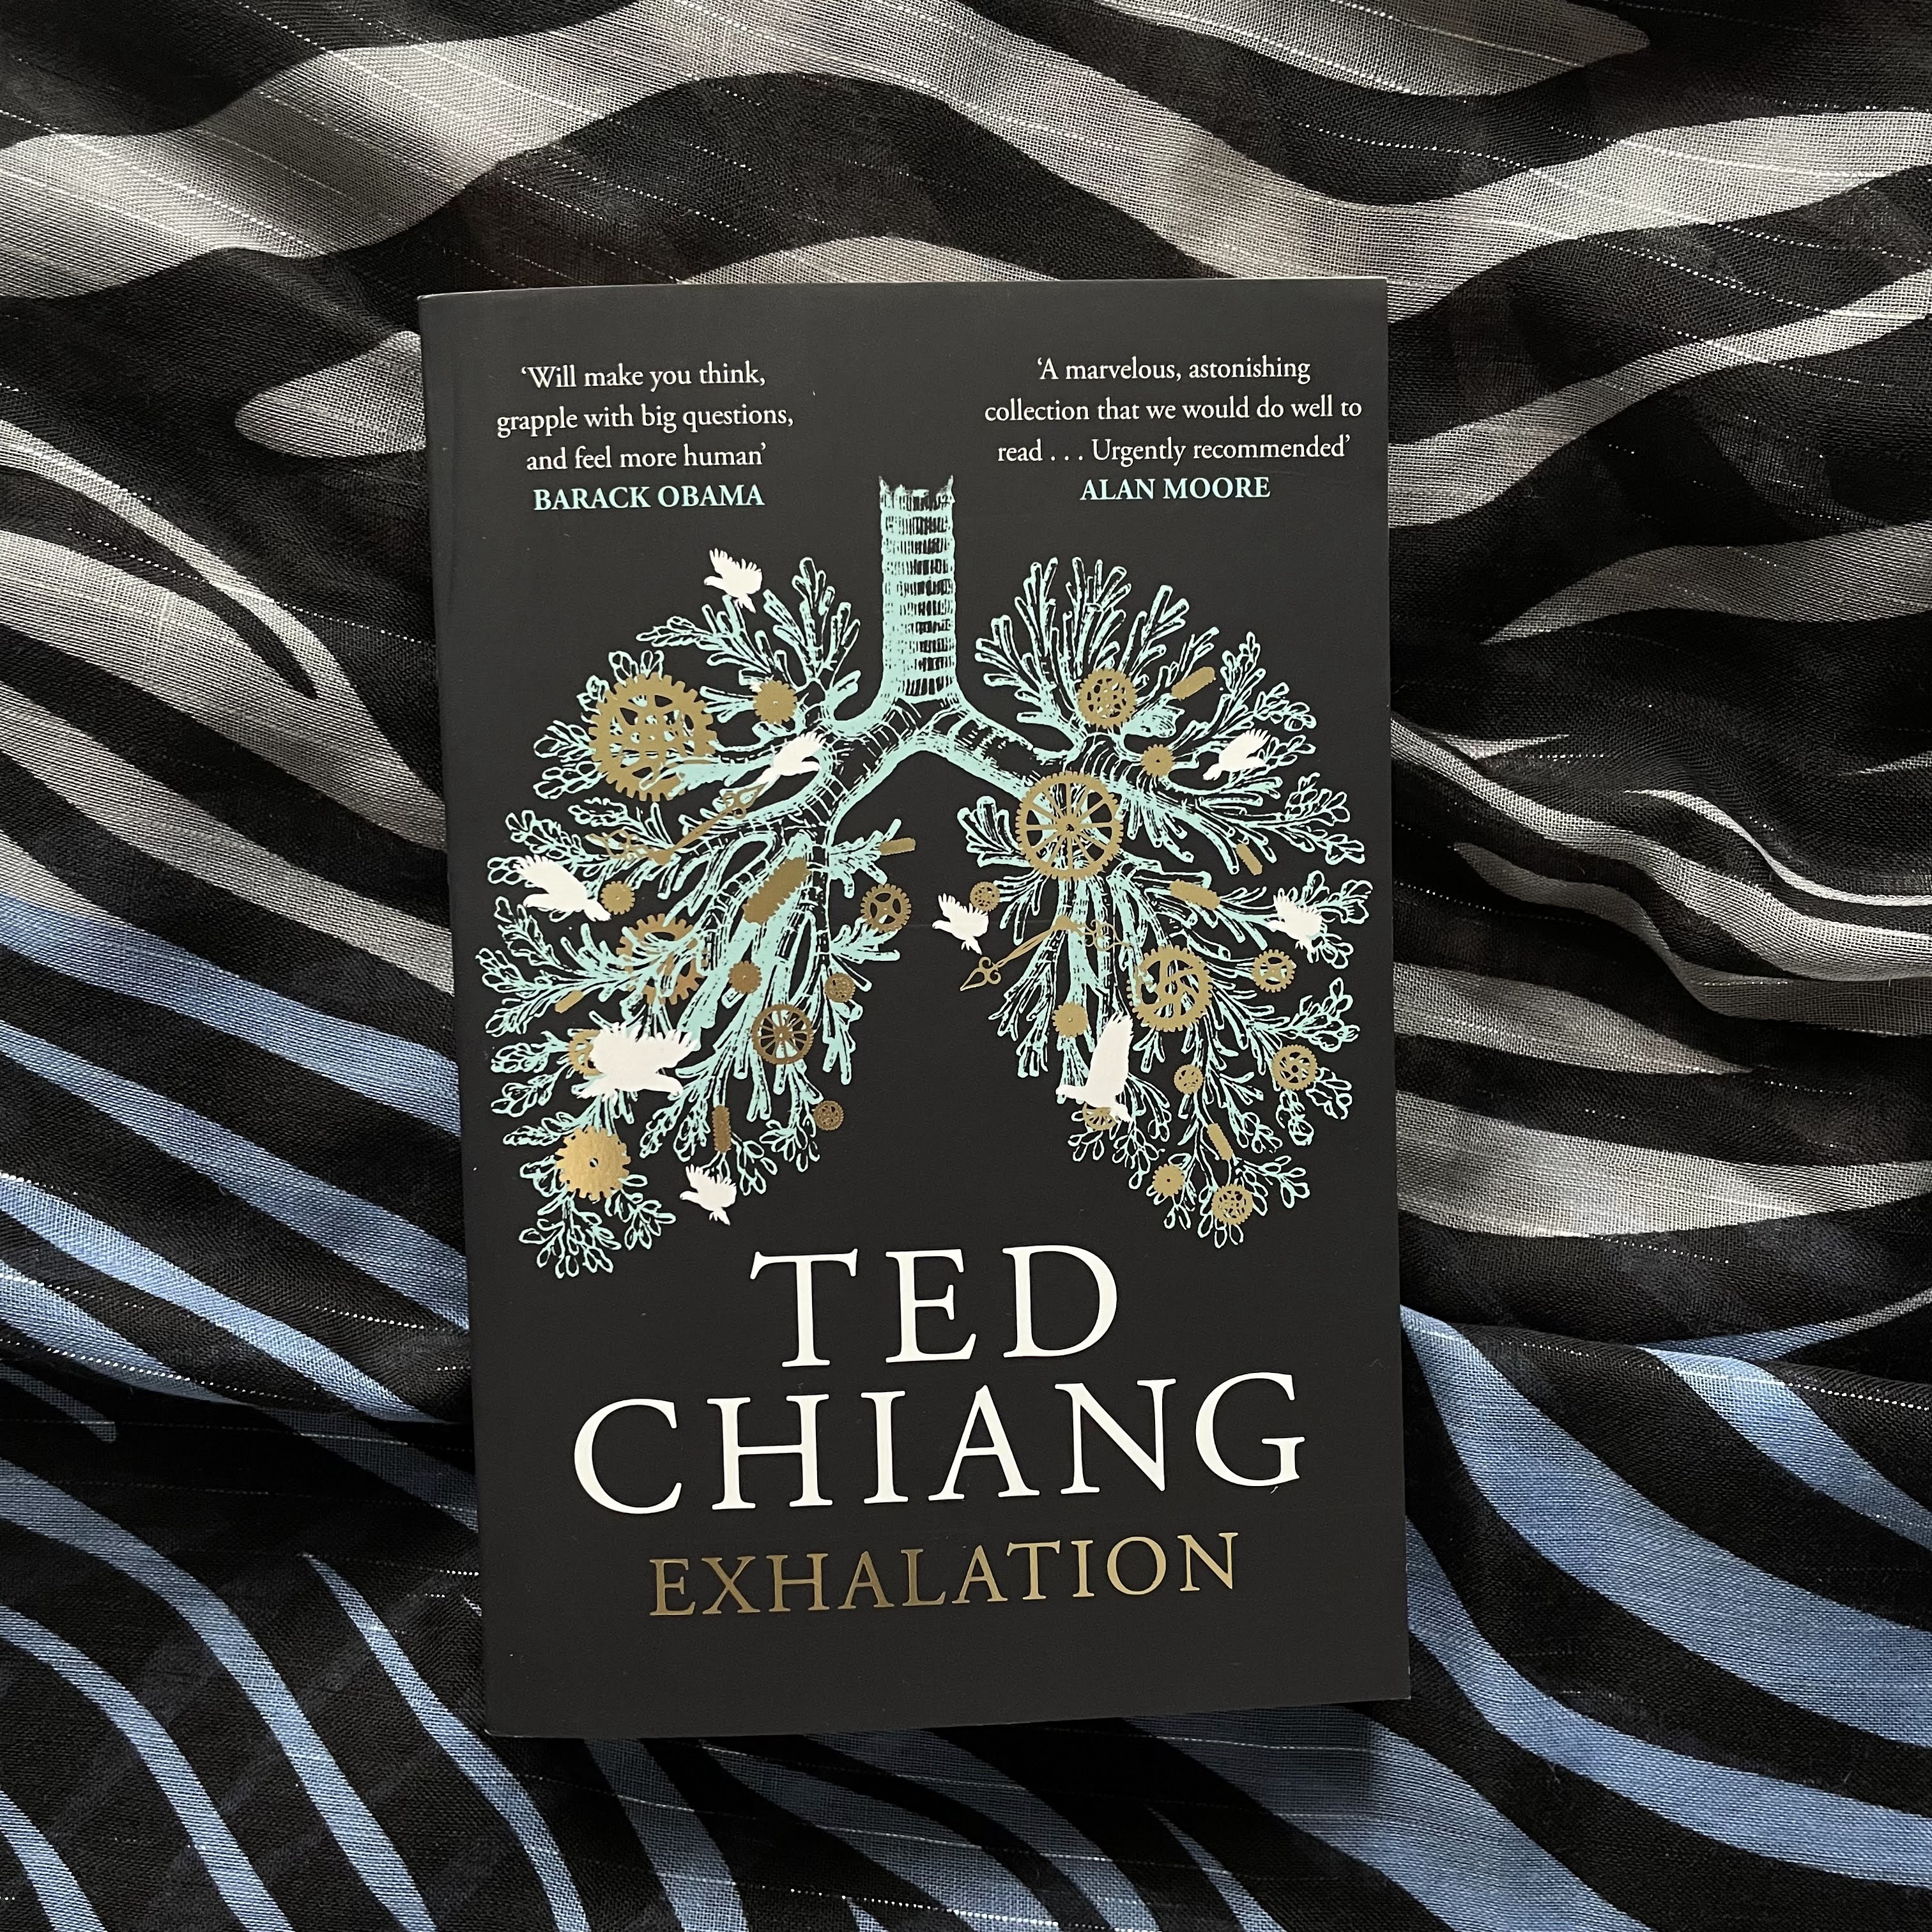 ‘Will make you think,
grapple with big questions,
and feel more human’
BARACK OBAMA
‘A marvelous, astonishing
collection that we would do well to
read . . . Urgently recommended’
ALAN MOORE
TED
CHIANG
EXHALATION